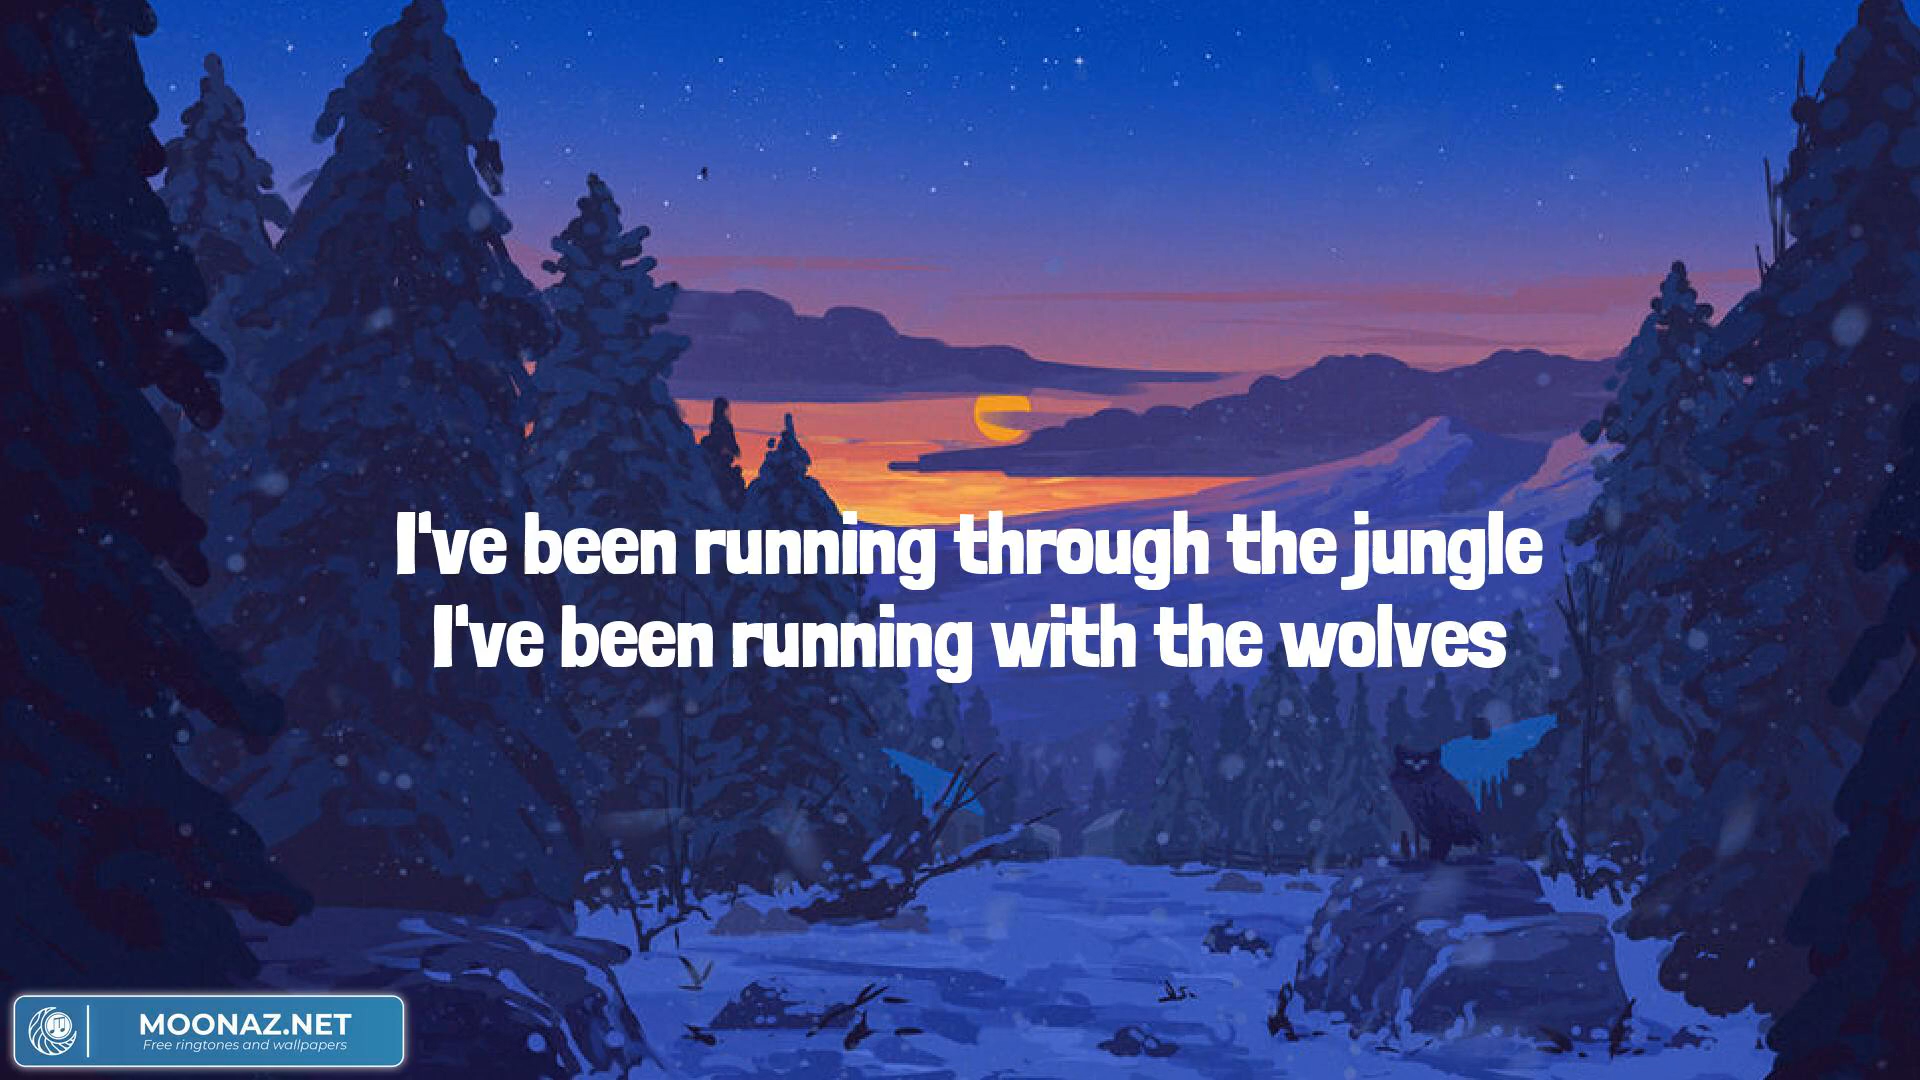 I've been running through the jungle
I've been running with the wolves
MOONAZ.NET
Free ringtones and wallpapers